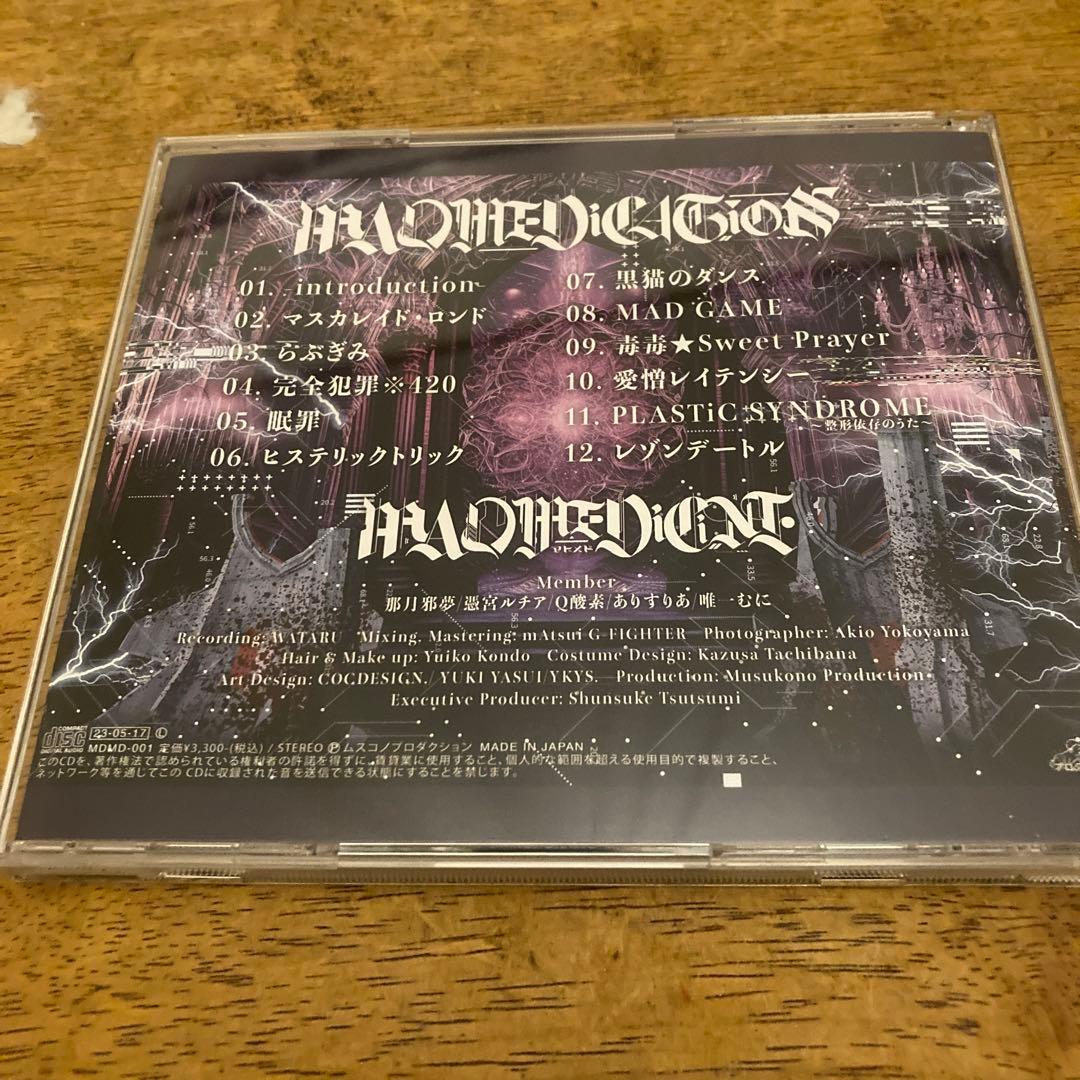 MAD MEDiCATiON
01. -introduction-
02. マスカレイド・ロンド
03. らぶぎみ
04. 完全犯罪※420
05. 眠罪
06. ヒステリックトリック
07. 黒猫のダンス
08. MAD GAME
09. 毒毒★Sweet Prayer
10. 愛憎レイテンシー
11. PLASTiC SYNDROME
～整形依存のうた～
12. レゾンデートル
MAD MEDiCiNE
マドメド
Member
那月邪夢/憑宮ルチア/Q酸素/ありすりあ/唯一むに
Recording: WATARU Mixing, Mastering: mAtsui G-FIGHTER Photographer: Akio Yokoyama
Hair & Make up: Yuiko Kondo Costume Design: Kazusa Tachibana
Art Design: COCDESIGN. / YUKI YASUI/YKYS. Production: Musukono Production
Executive Producer: Shunsuke Tsutsumi
COMPACT disc DIGITAL AUDIO 23-05-17 Ⓛ
MDMD-001 定価¥3,300-(税込) / STEREO Ⓟ ムスコノプロダクション MADE IN JAPAN
このCDを、著作権法で認められている権利者の許諾を得ずに、賃貸業に使用すること、個人的な範囲を超える使用目的で複製すること、
ネットワーク等を通じてこの CDに収録された音を送信できる状態にすることを禁じます。